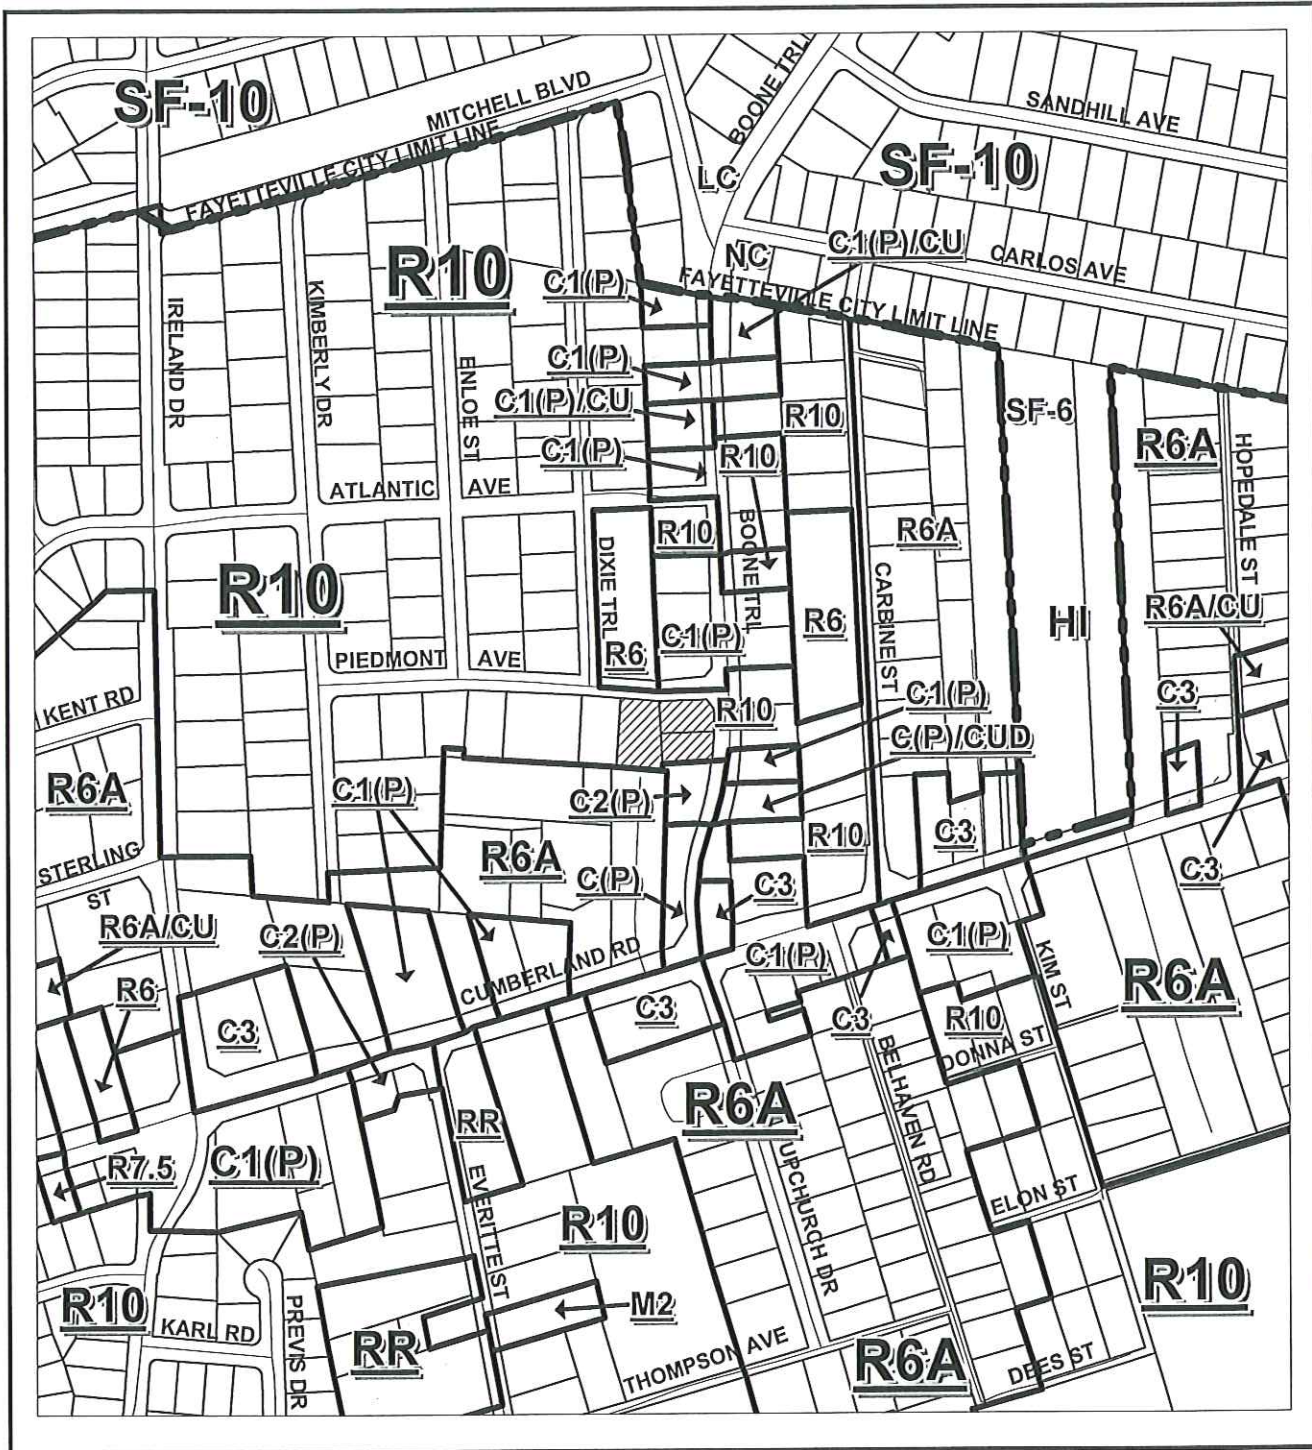 SF-10
MITCHELL BLVD
BOONE TRL
SANDHILL AVE
FAYETTEVILLE CITY LIMIT LINE
LC
SF-10
R10
NC
C1(P)/CU
CARLOS AVE
C1(P)
FAYETTEVILLE CITY LIMIT LINE
IRELAND DR
KIMBERLY DR
ENLOE ST
C1(P)
C1(P)/CU
R10
SF-6
R6A
HOPEDALE ST
C1(P)
R10
ATLANTIC AVE
R10
BOONE TRL
R6A
DIXIE TRL
CARBINE ST
R10
R6A/CU
R6
HI
C1(P)
PIEDMONT AVE
R6
KENT RD
C1(P)
C3
R10
C(P)/CUD
R6A
C1(P)
C2(P)
R10
C3
STERLING ST
R6A
C(P)
C3
C3
R6A/CU
C2(P)
CUMBERLAND RD
C1(P)
C1(P)
KIM ST
R6
C3
C3
C3
R10
R6A
BELHAVEN RD
DONNA ST
RR
R6A
R7.5
C1(P)
EVERITTE ST
UPCHURCH DR
ELON ST
R10
R10
R10
KARL RD
PREVIS DR
M2
RR
THOMPSON AVE
R6A
DEES ST